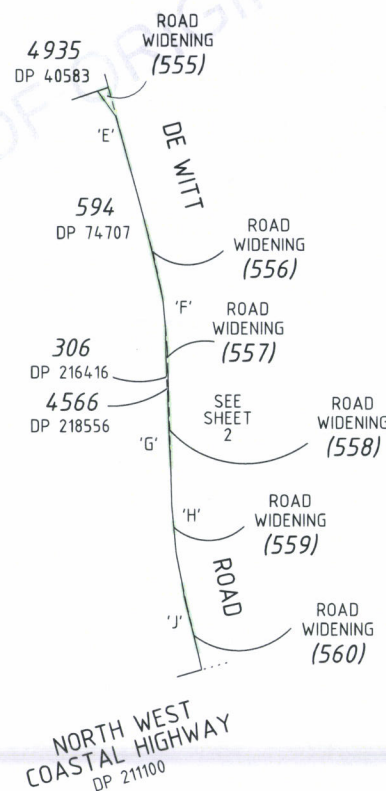 OF ORIGIN
4935
DP 40583
ROAD
WIDENING
(555)
'E'
DE WITT
594
DP 74707
ROAD
WIDENING
(556)
'F'
ROAD
WIDENING
(557)
306
DP 216416
4566
DP 218556
SEE
SHEET
2
'G'
ROAD
WIDENING
(558)
'H'
ROAD
WIDENING
(559)
ROAD
'J'
ROAD
WIDENING
(560)
NORTH WEST
COASTAL HIGHWAY
DP 211100